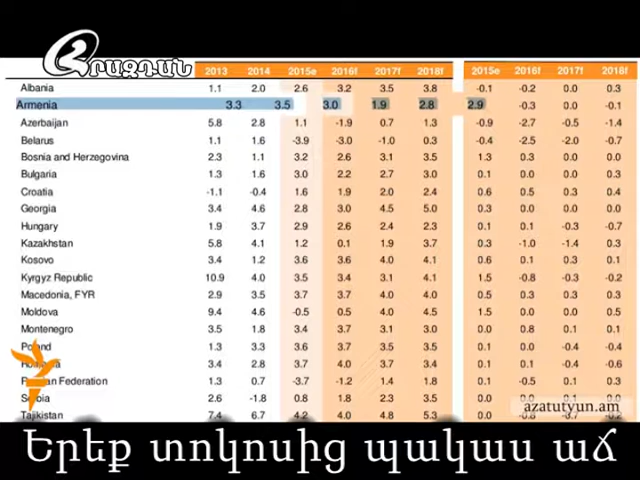 ՀՐԱԶԴԱՆ
2013 2014 2015e 2016f 2017f 2018f 2015e 2016f 2017f 2018f
Albania 1.1 2.0 2.6 3.2 3.5 3.8 -0.1 -0.2 0.0 0.3
Armenia 3.3 3.5 3.0 1.9 2.8 2.9 -0.3 0.0 -0.1
Azerbaijan 5.8 2.8 1.1 -1.9 0.7 1.3 -0.9 -2.7 -0.5 -1.4
Belarus 1.1 1.6 -3.9 -3.0 -1.0 0.3 -0.4 -2.5 -2.0 -0.7
Bosnia and Herzegovina 2.3 1.1 3.2 2.6 3.1 3.5 1.3 0.3 0.0 0.0
Bulgaria 1.3 1.6 3.0 2.2 2.7 3.0 0.1 0.0 0.0 0.3
Croatia -1.1 -0.4 1.6 1.9 2.0 2.4 0.6 0.5 0.3 0.4
Georgia 3.4 4.6 2.8 3.0 4.5 5.0 0.3 0.0 0.0 0.0
Hungary 1.9 3.7 2.9 2.6 2.4 2.3 0.1 0.1 -0.3 -0.7
Kazakhstan 5.8 4.1 1.2 0.1 1.9 3.7 0.3 -1.0 -1.4 0.3
Kosovo 3.4 1.2 3.6 3.6 4.0 4.1 0.6 0.1 0.3 0.1
Kyrgyz Republic 10.9 4.0 3.5 3.4 3.1 4.1 1.5 -0.8 -0.3 -0.2
Macedonia, FYR 2.9 3.5 3.7 3.7 4.0 4.0 0.5 0.3 0.3 0.3
Moldova 9.4 4.6 -0.5 0.5 4.0 4.5 1.5 0.0 0.0 0.5
Montenegro 3.5 1.8 3.4 3.7 3.1 3.0 0.0 0.8 0.1 0.1
Poland 1.3 3.3 3.6 3.7 3.5 3.5 0.1 0.0 -0.4 -0.4
Romania 3.4 2.8 3.7 4.0 3.7 3.4 0.1 0.1 -0.4 -0.6
Russian Federation 1.3 0.7 -3.7 -1.2 1.4 1.8 0.1 -0.5 0.1 0.3
Serbia 2.6 -1.8 0.8 1.8 2.3 3.5 0.0 0.0 0.1 0.0
Tajikistan 7.4 6.7 4.2 4.0 4.8 5.3 0.0
azatutyun.am
Երեք տոկոսից պակաս աճ